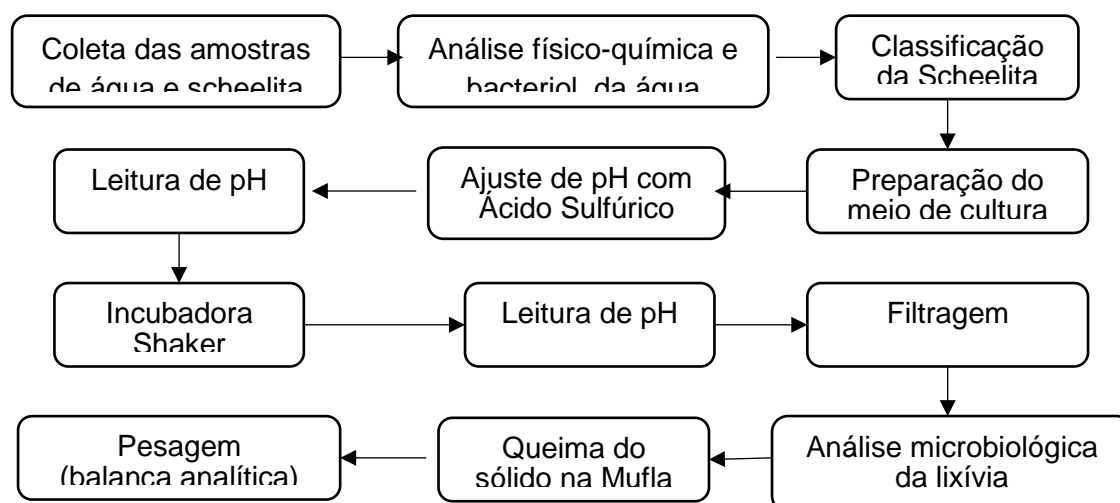 Coleta das amostras
de água e scheelita
Análise físico-química e
bacteriol. da água
Classificação
da Scheelita
Leitura de pH
Ajuste de pH com
Ácido Sulfúrico
Preparação do
meio de cultura
Incubadora
Shaker
Leitura de pH
Filtragem
Pesagem
(balança analítica)
Queima do
sólido na Mufla
Análise microbiológica
da lixívia